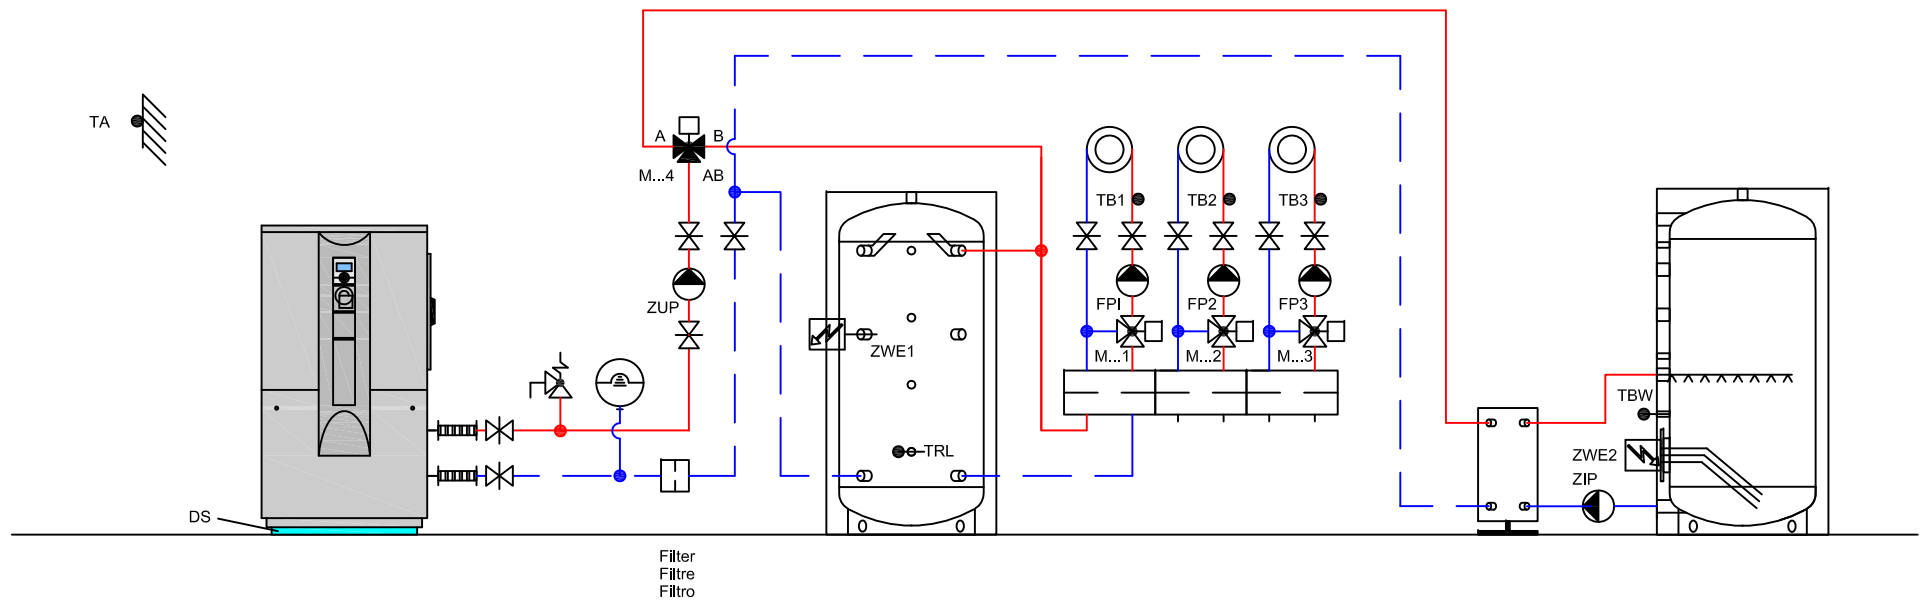 TA
A
B
M...4
AB
TB1
TB2
TB3
ZUP
FPI
FP2
FP3
ZWE1
M...1
M...2
M...3
TBW
TRL
ZWE2
ZIP
DS
Filter
Filtre
Filtro